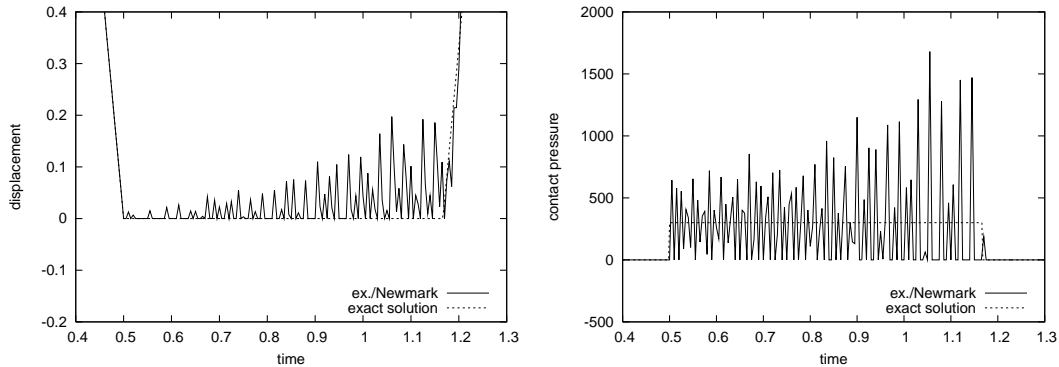 0.4
0.3
0.2
0.1
0
-0.1
-0.2
displacement
0.4 0.5 0.6 0.7 0.8 0.9 1 1.1 1.2 1.3
time
ex./Newmark
exact solution
2000
1500
1000
500
0
-500
contact pressure
0.4 0.5 0.6 0.7 0.8 0.9 1 1.1 1.2 1.3
time
ex./Newmark
exact solution